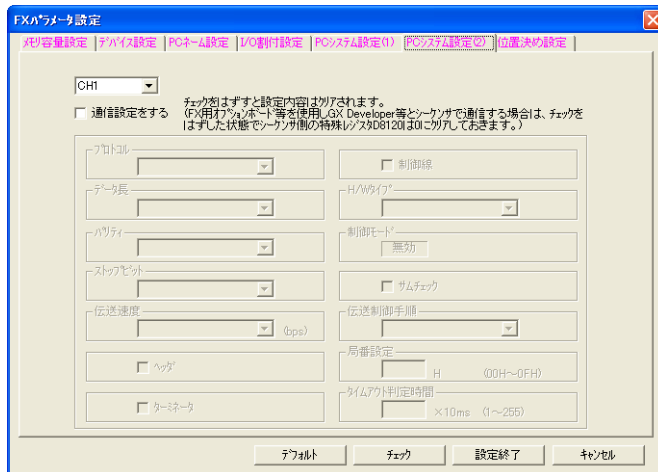 FXパラメータ設定
メモリ容量設定 デバイス設定 PCネーム設定 I/O割付設定 PCシステム設定(1) PCシステム設定(2) 位置決め設定
CH1
通信設定をする
チェックをはずすと設定内容はクリアされます。
(FX用オプションボード等を使用しGX Developer等とシーケンサで通信する場合は、チェックを
はずした状態でシーケンサ側の特殊レジスタD8120は0にクリアしておきます。)
プロトコル
制御線
データ長
H/Wタイプ
パリティ
制御モード
無効
ストップビット
サムチェック
伝送速度
(bps)
伝送制御手順
ヘッダ
局番設定
H (00H～0FH)
ターミネータ
タイムアウト判定時間
×10ms (1～255)
デフォルト チェック 設定終了 キャンセル